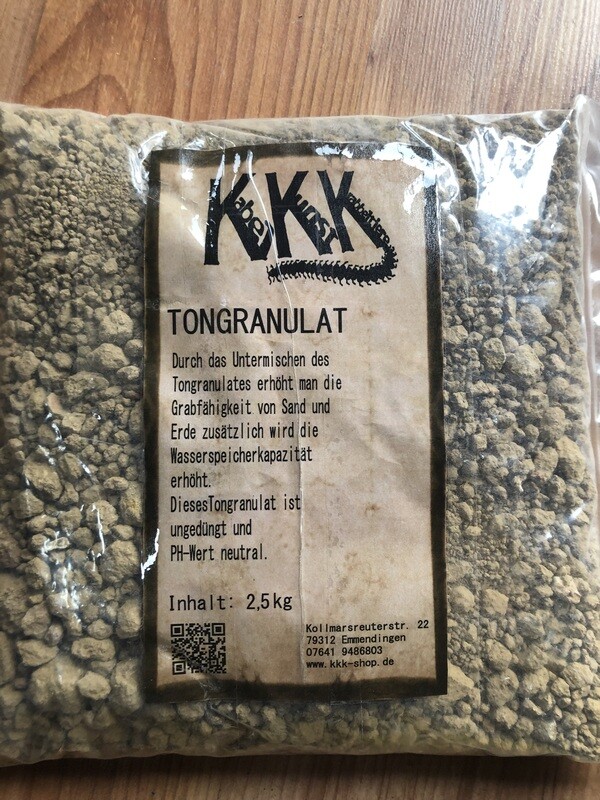 Kabel Kunst Krabbeltiere
TONGRANULAT
Durch das Untermischen des
Tongranulates erhöht man die
Grabfähigkeit von Sand und
Erde zusätzlich wird die
Wasserspeicherkapazität
erhöht.
DiesesTongranulat ist
ungedüngt und
PH-Wert neutral.
Inhalt: 2,5kg
Kollmarsreuterstr. 22
79312 Emmendingen
07641 9486803
www.kkk-shop.de